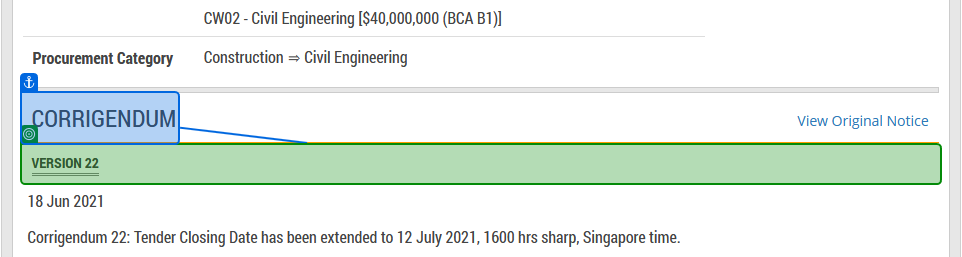 CW02 - Civil Engineering [$40,000,000 (BCA B1)]
Procurement Category Construction ⇒ Civil Engineering
CORRIGENDUM
View Original Notice
VERSION 22
18 Jun 2021
Corrigendum 22: Tender Closing Date has been extended to 12 July 2021, 1600 hrs sharp, Singapore time.